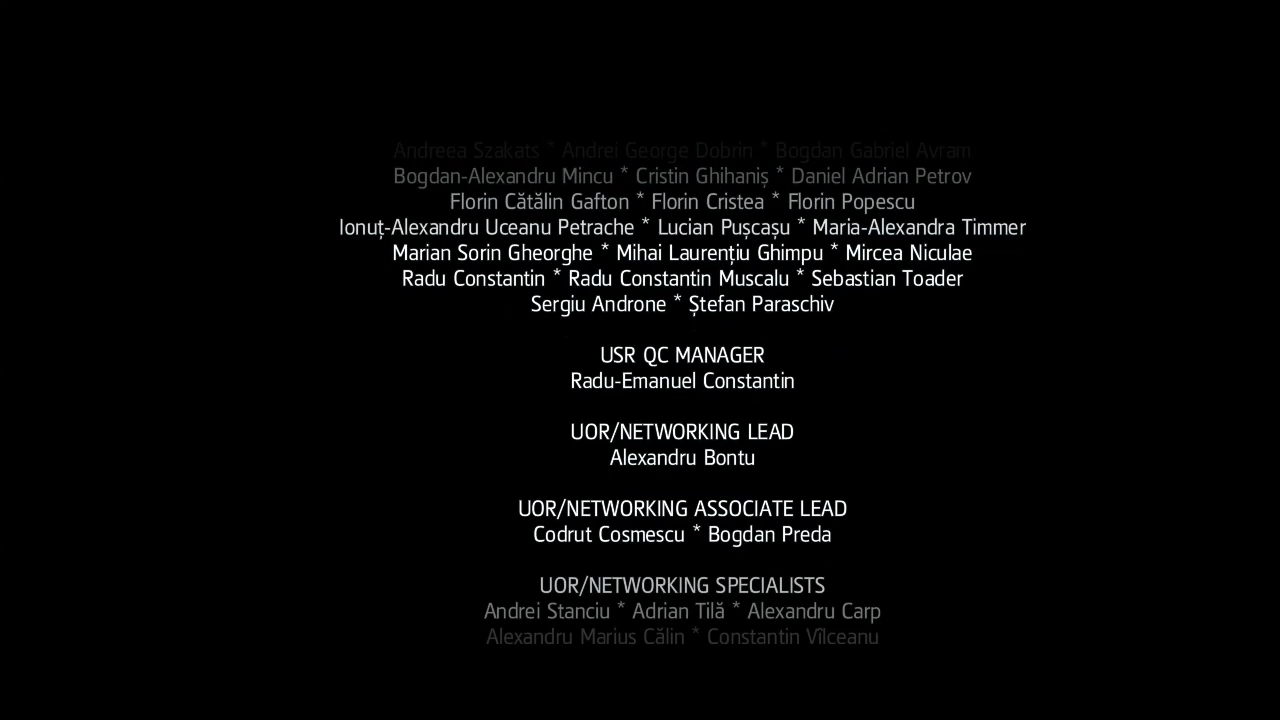 Andreea Szakats * Andrei George Dobrin * Bogdan Gabriel Avram
Bogdan-Alexandru Mincu * Cristin Ghihaniș * Daniel Adrian Petrov
Florin Cătălin Gafton * Florin Cristea * Florin Popescu
Ionuț-Alexandru Uceanu Petrache * Lucian Pușcașu * Maria-Alexandra Timmer
Marian Sorin Gheorghe * Mihai Laurențiu Ghimpu * Mircea Niculae
Radu Constantin * Radu Constantin Muscalu * Sebastian Toader
Sergiu Androne * Ștefan Paraschiv
USR QC MANAGER
Radu-Emanuel Constantin
UOR/NETWORKING LEAD
Alexandru Bontu
UOR/NETWORKING ASSOCIATE LEAD
Codrut Cosmescu * Bogdan Preda
UOR/NETWORKING SPECIALISTS
Andrei Stanciu * Adrian Tilă * Alexandru Carp
Alexandru Marius Călin * Constantin Vîlceanu